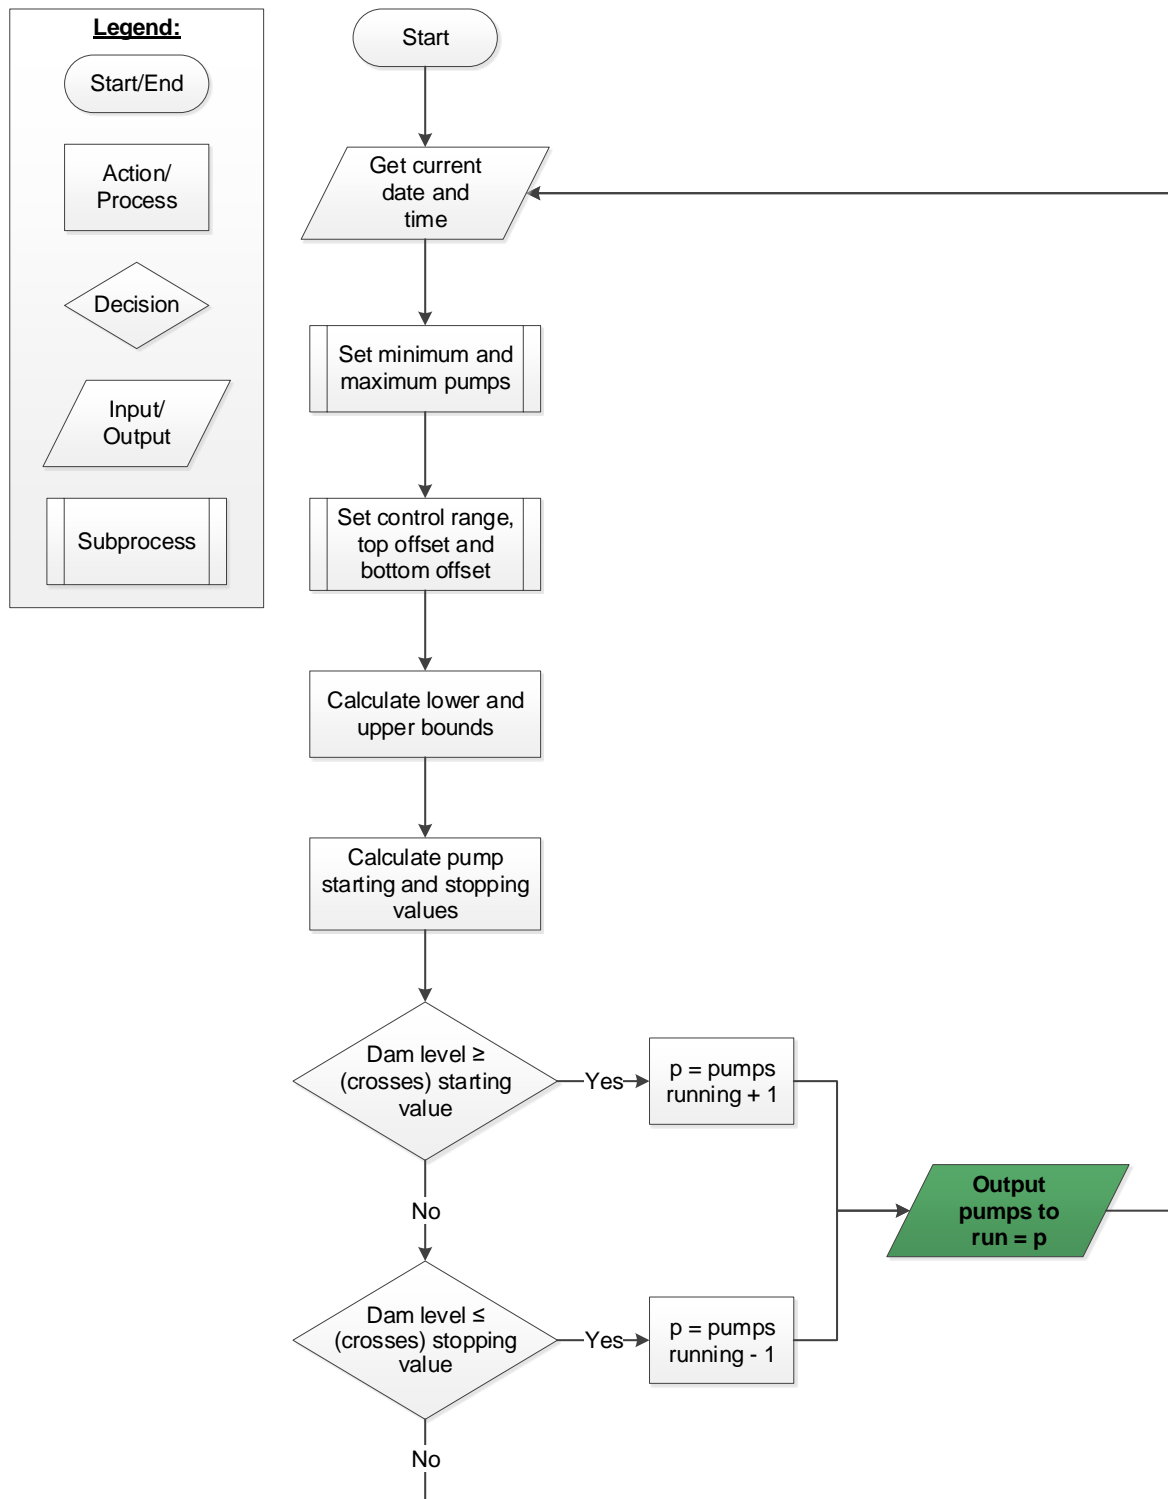 Legend:
Start/End
Action/
Process
Decision
Input/
Output
Subprocess
Start
Get current
date and
time
Set minimum and
maximum pumps
Set control range,
top offset and
bottom offset
Calculate lower and
upper bounds
Calculate pump
starting and stopping
values
Dam level ≥
(crosses) starting
value
Yes
p = pumps
running + 1
No
Output
pumps to
run = p
Dam level ≤
(crosses) stopping
value
Yes
p = pumps
running - 1
No